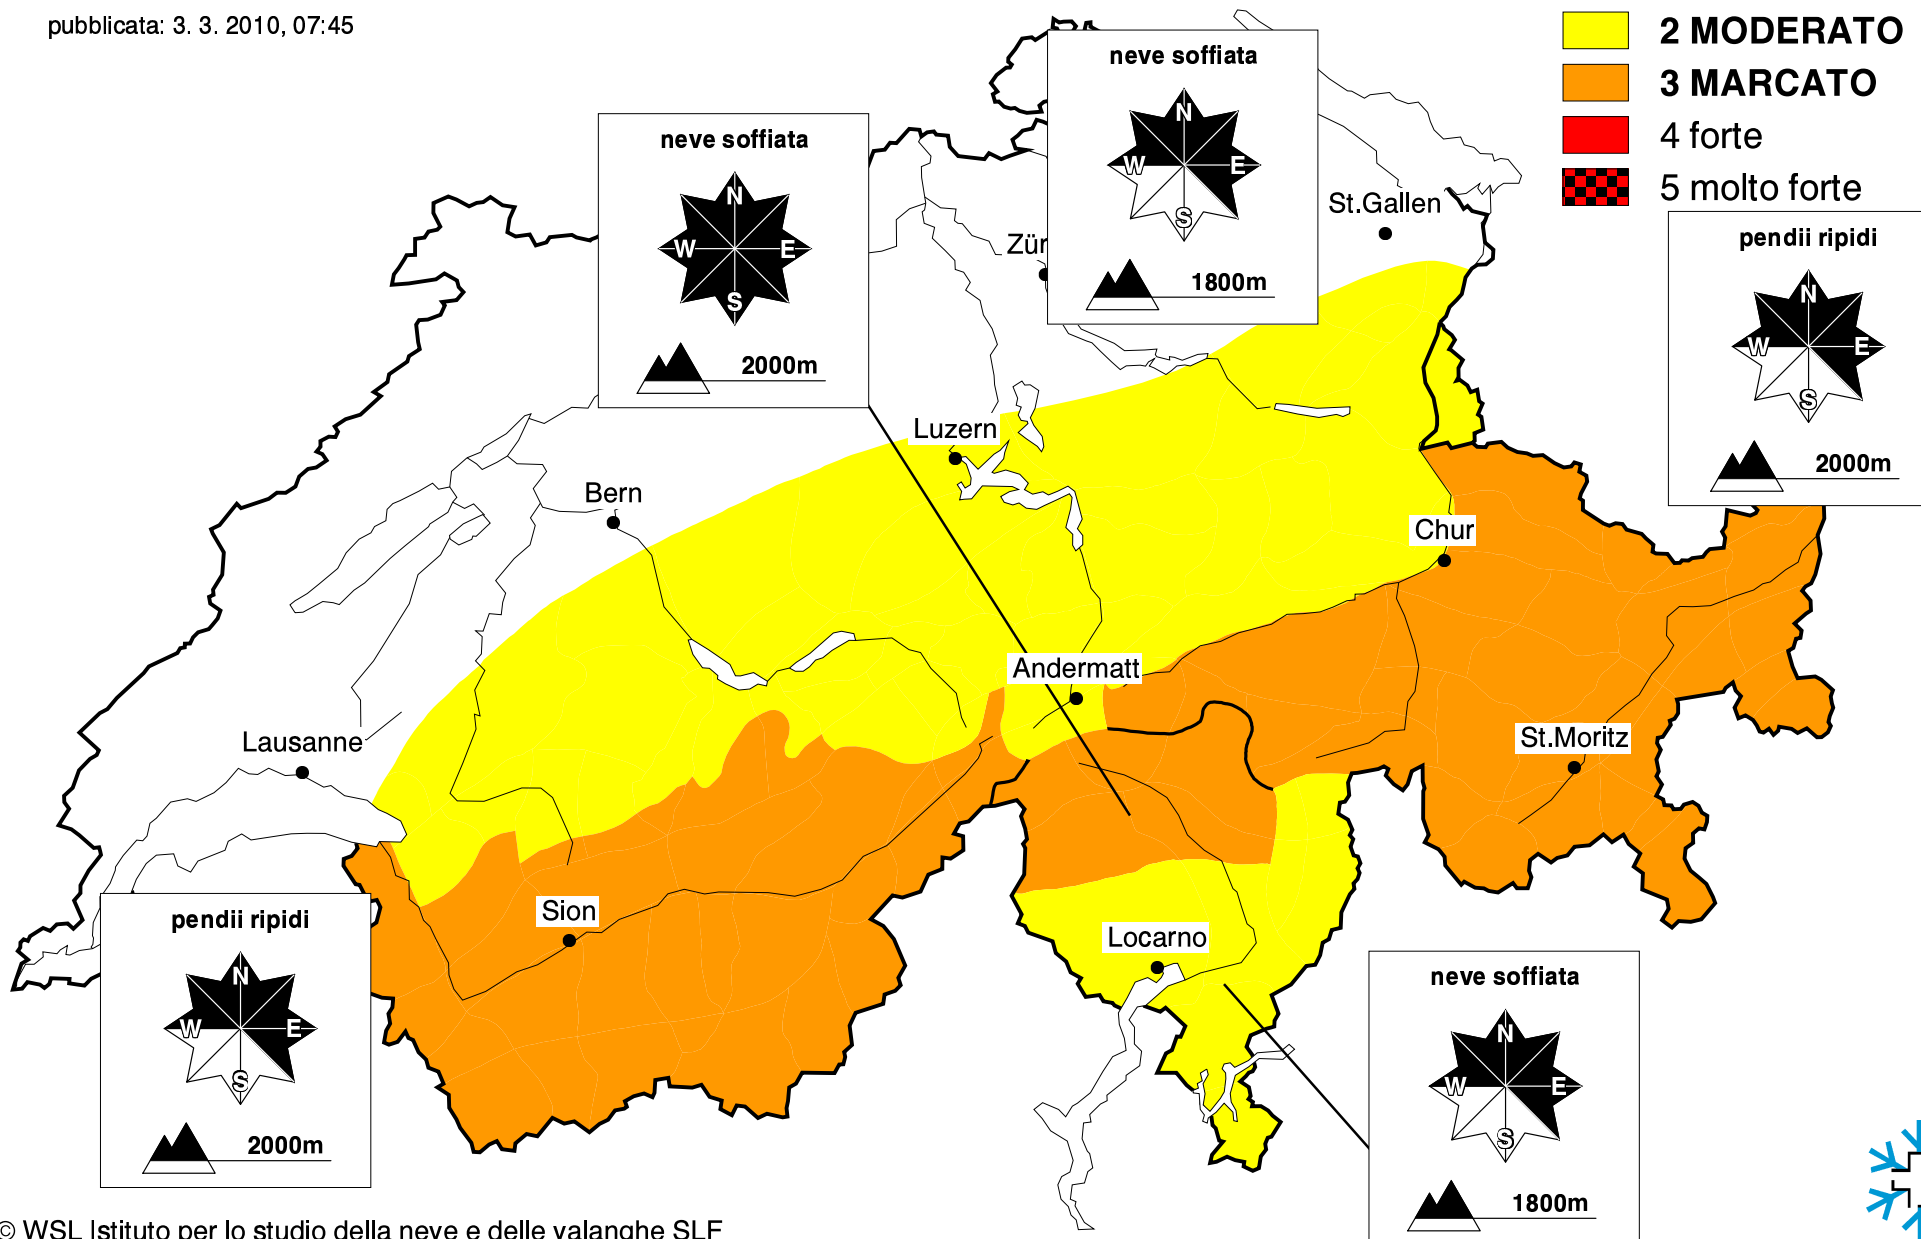 pubblicata: 3. 3. 2010, 07:45
2 MODERATO
3 MARCATO
4 forte
5 molto forte
neve soffiata
N
W E
S
1800m
neve soffiata
N
W E
S
2000m
pendii ripidi
N
W E
S
2000m
St.Gallen
Zür
Luzern
Bern
Chur
Andermatt
Lausanne
St.Moritz
Sion
Locarno
pendii ripidi
N
W E
S
2000m
neve soffiata
N
W E
S
1800m
© WSL Istituto per lo studio della neve e delle valanghe SLF